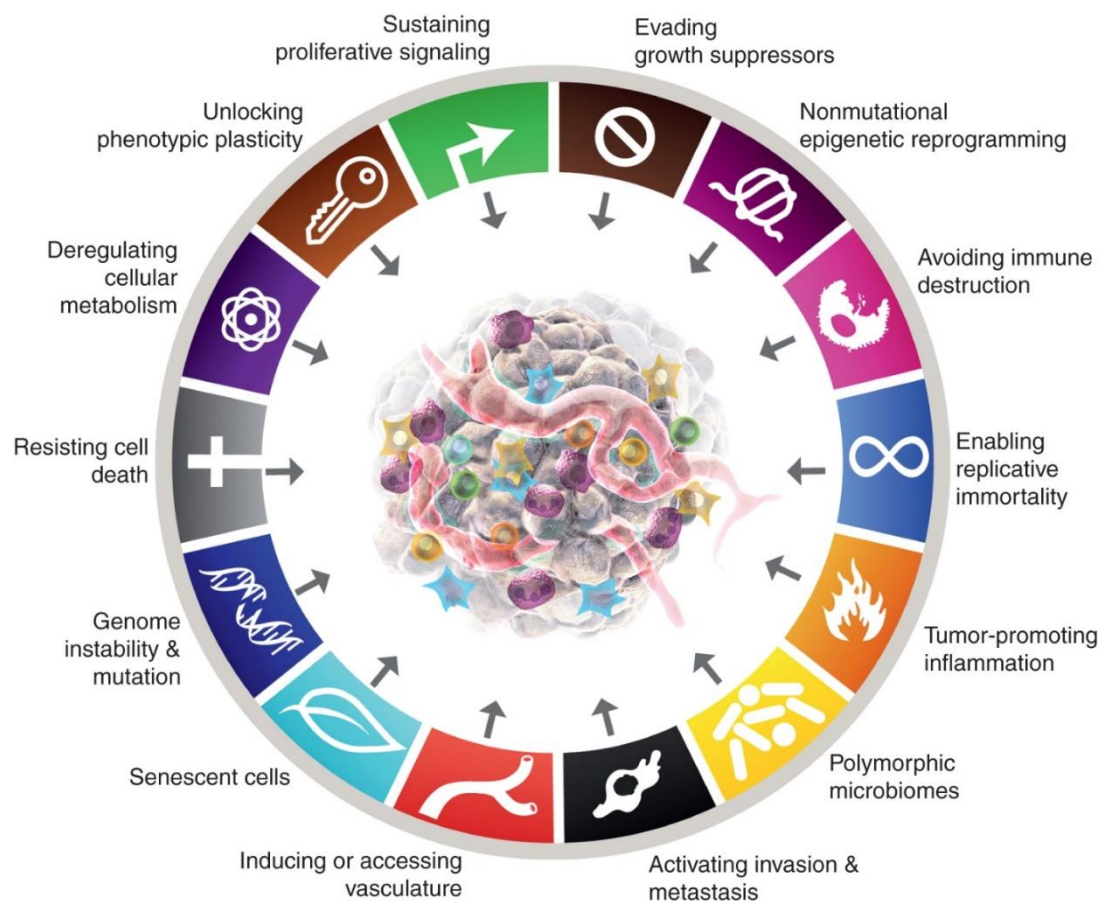 Sustaining
proliferative signaling
Evading
growth suppressors
Unlocking
phenotypic plasticity
Nonmutational
epigenetic reprogramming
Deregulating
cellular
metabolism
Avoiding immune
destruction
Resisting cell
death
Enabling
replicative
immortality
Genome
instability &
mutation
Tumor-promoting
inflammation
Senescent cells
Polymorphic
microbiomes
Inducing or accessing
vasculature
Activating invasion &
metastasis